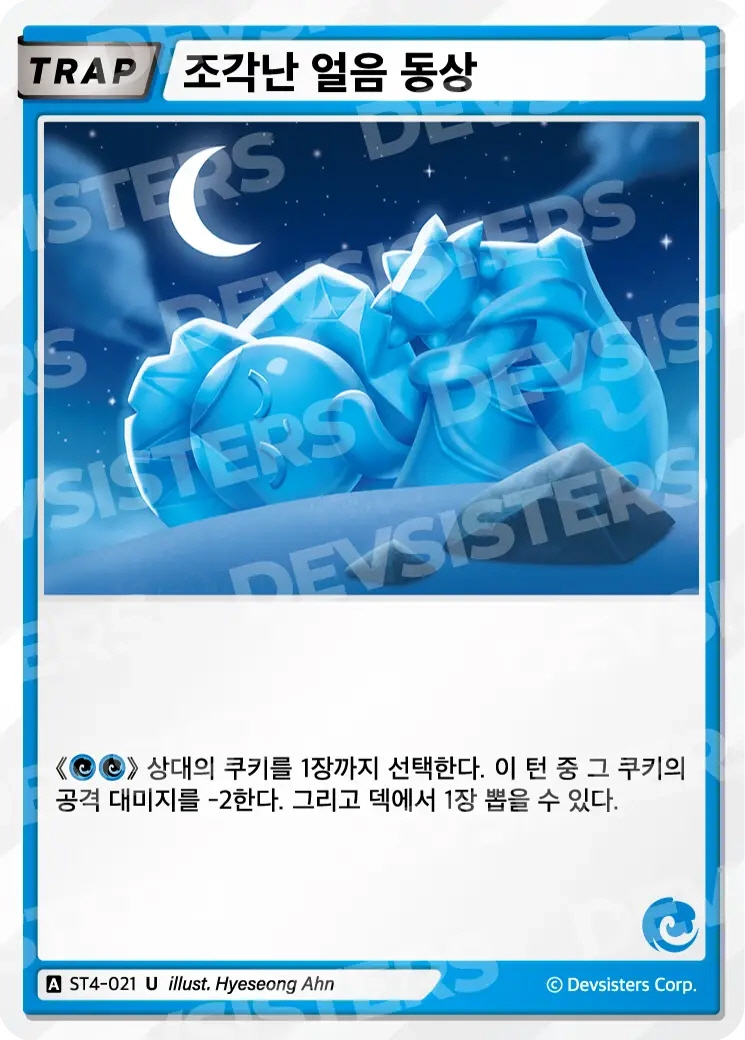 TRAP 조각난 얼음 동상
《》 상대의 쿠키를 1장까지 선택한다. 이 턴 중 그 쿠키의
공격 대미지를 -2한다. 그리고 덱에서 1장 뽑을 수 있다.
A ST4-021 U illust. Hyeseong Ahn
© Devsisters Corp.
DEVSISTERS